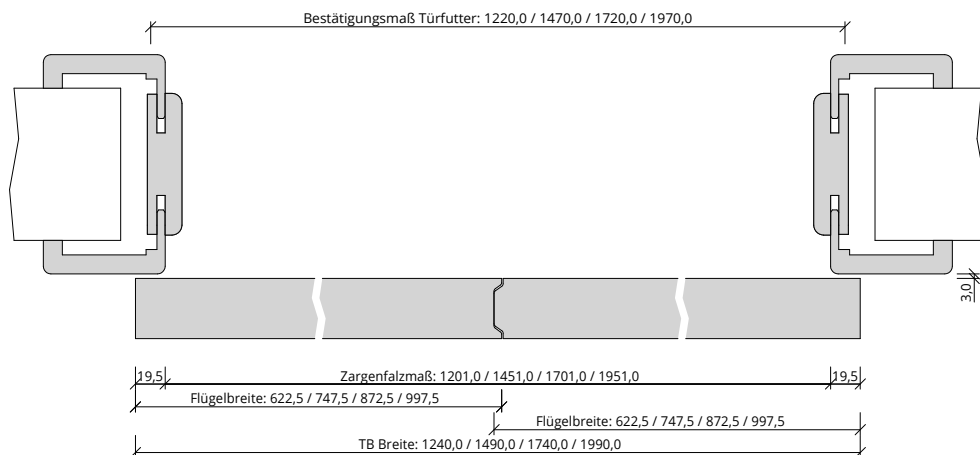 Bestätigungsmaß Türfutter: 1220,0 / 1470,0 / 1720,0 / 1970,0
3,0
19,5
Zargenfalzmaß: 1201,0 / 1451,0 / 1701,0 / 1951,0
19,5
Flügelbreite: 622,5 / 747,5 / 872,5 / 997,5
Flügelbreite: 622,5 / 747,5 / 872,5 / 997,5
TB Breite: 1240,0 / 1490,0 / 1740,0 / 1990,0